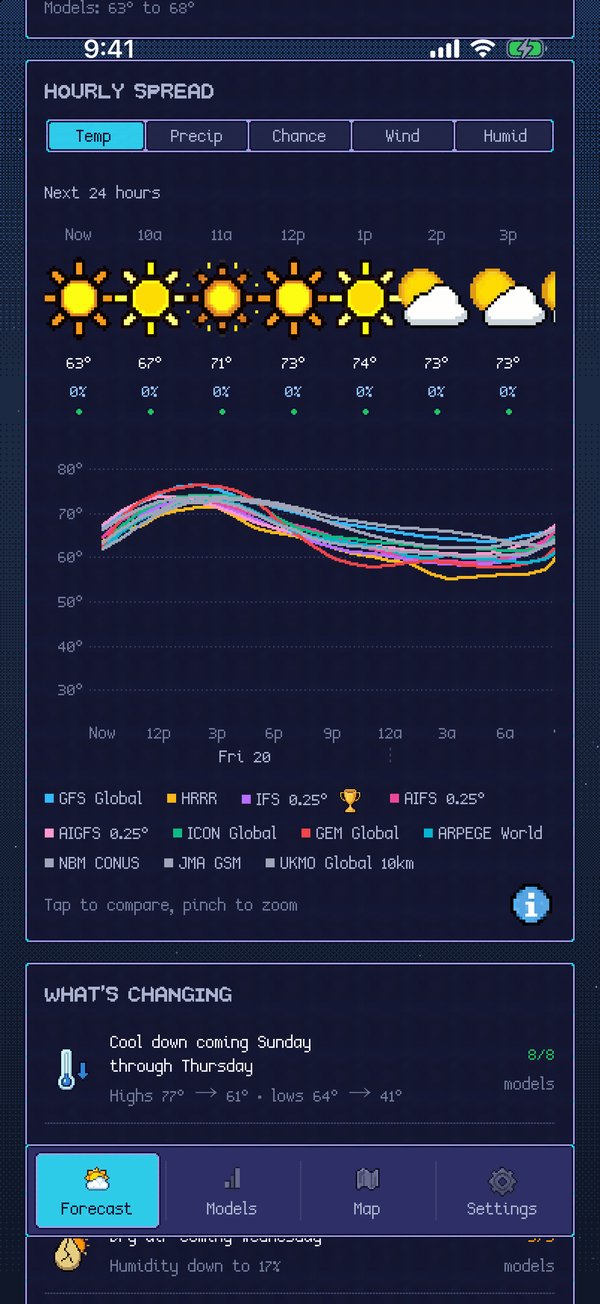 Models: 63° to 68°
9:41
HOURLY SPREAD
Temp Precip Chance Wind Humid
Next 24 hours
Now 10a 11a 12p 1p 2p 3p
63° 67° 71° 73° 74° 73° 73°
0% 0% 0% 0% 0% 0% 0%
80°
70°
60°
50°
40°
30°
Now 12p 3p 6p 9p 12a 3a 6a
Fri 20
GFS Global HRRR IFS 0.25° AIFS 0.25°
AIGFS 0.25° ICON Global GEM Global ARPEGE World
NBM CONUS JMA GSM UKMO Global 10km
Tap to compare, pinch to zoom
WHAT'S CHANGING
Cool down coming Sunday
through Thursday
8/8
models
Highs 77° → 61° · lows 64° → 41°
Forecast Models Map Settings
Dry air coming Wednesday
Humidity down to 17%
models